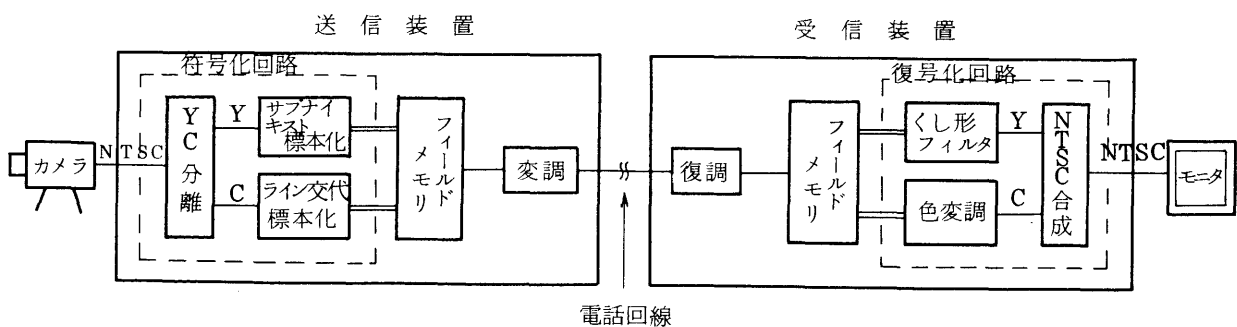 送信装置
受信装置
符号化回路
復号化回路
カメラ
NTSC
YC分離
Y
サブナイキスト標本化
C
ライン交代標本化
フィールドメモリ
変調
電話回線
復調
フィールドメモリ
くし形フィルタ
Y
色変調
C
NTSC合成
NTSC
モニタ